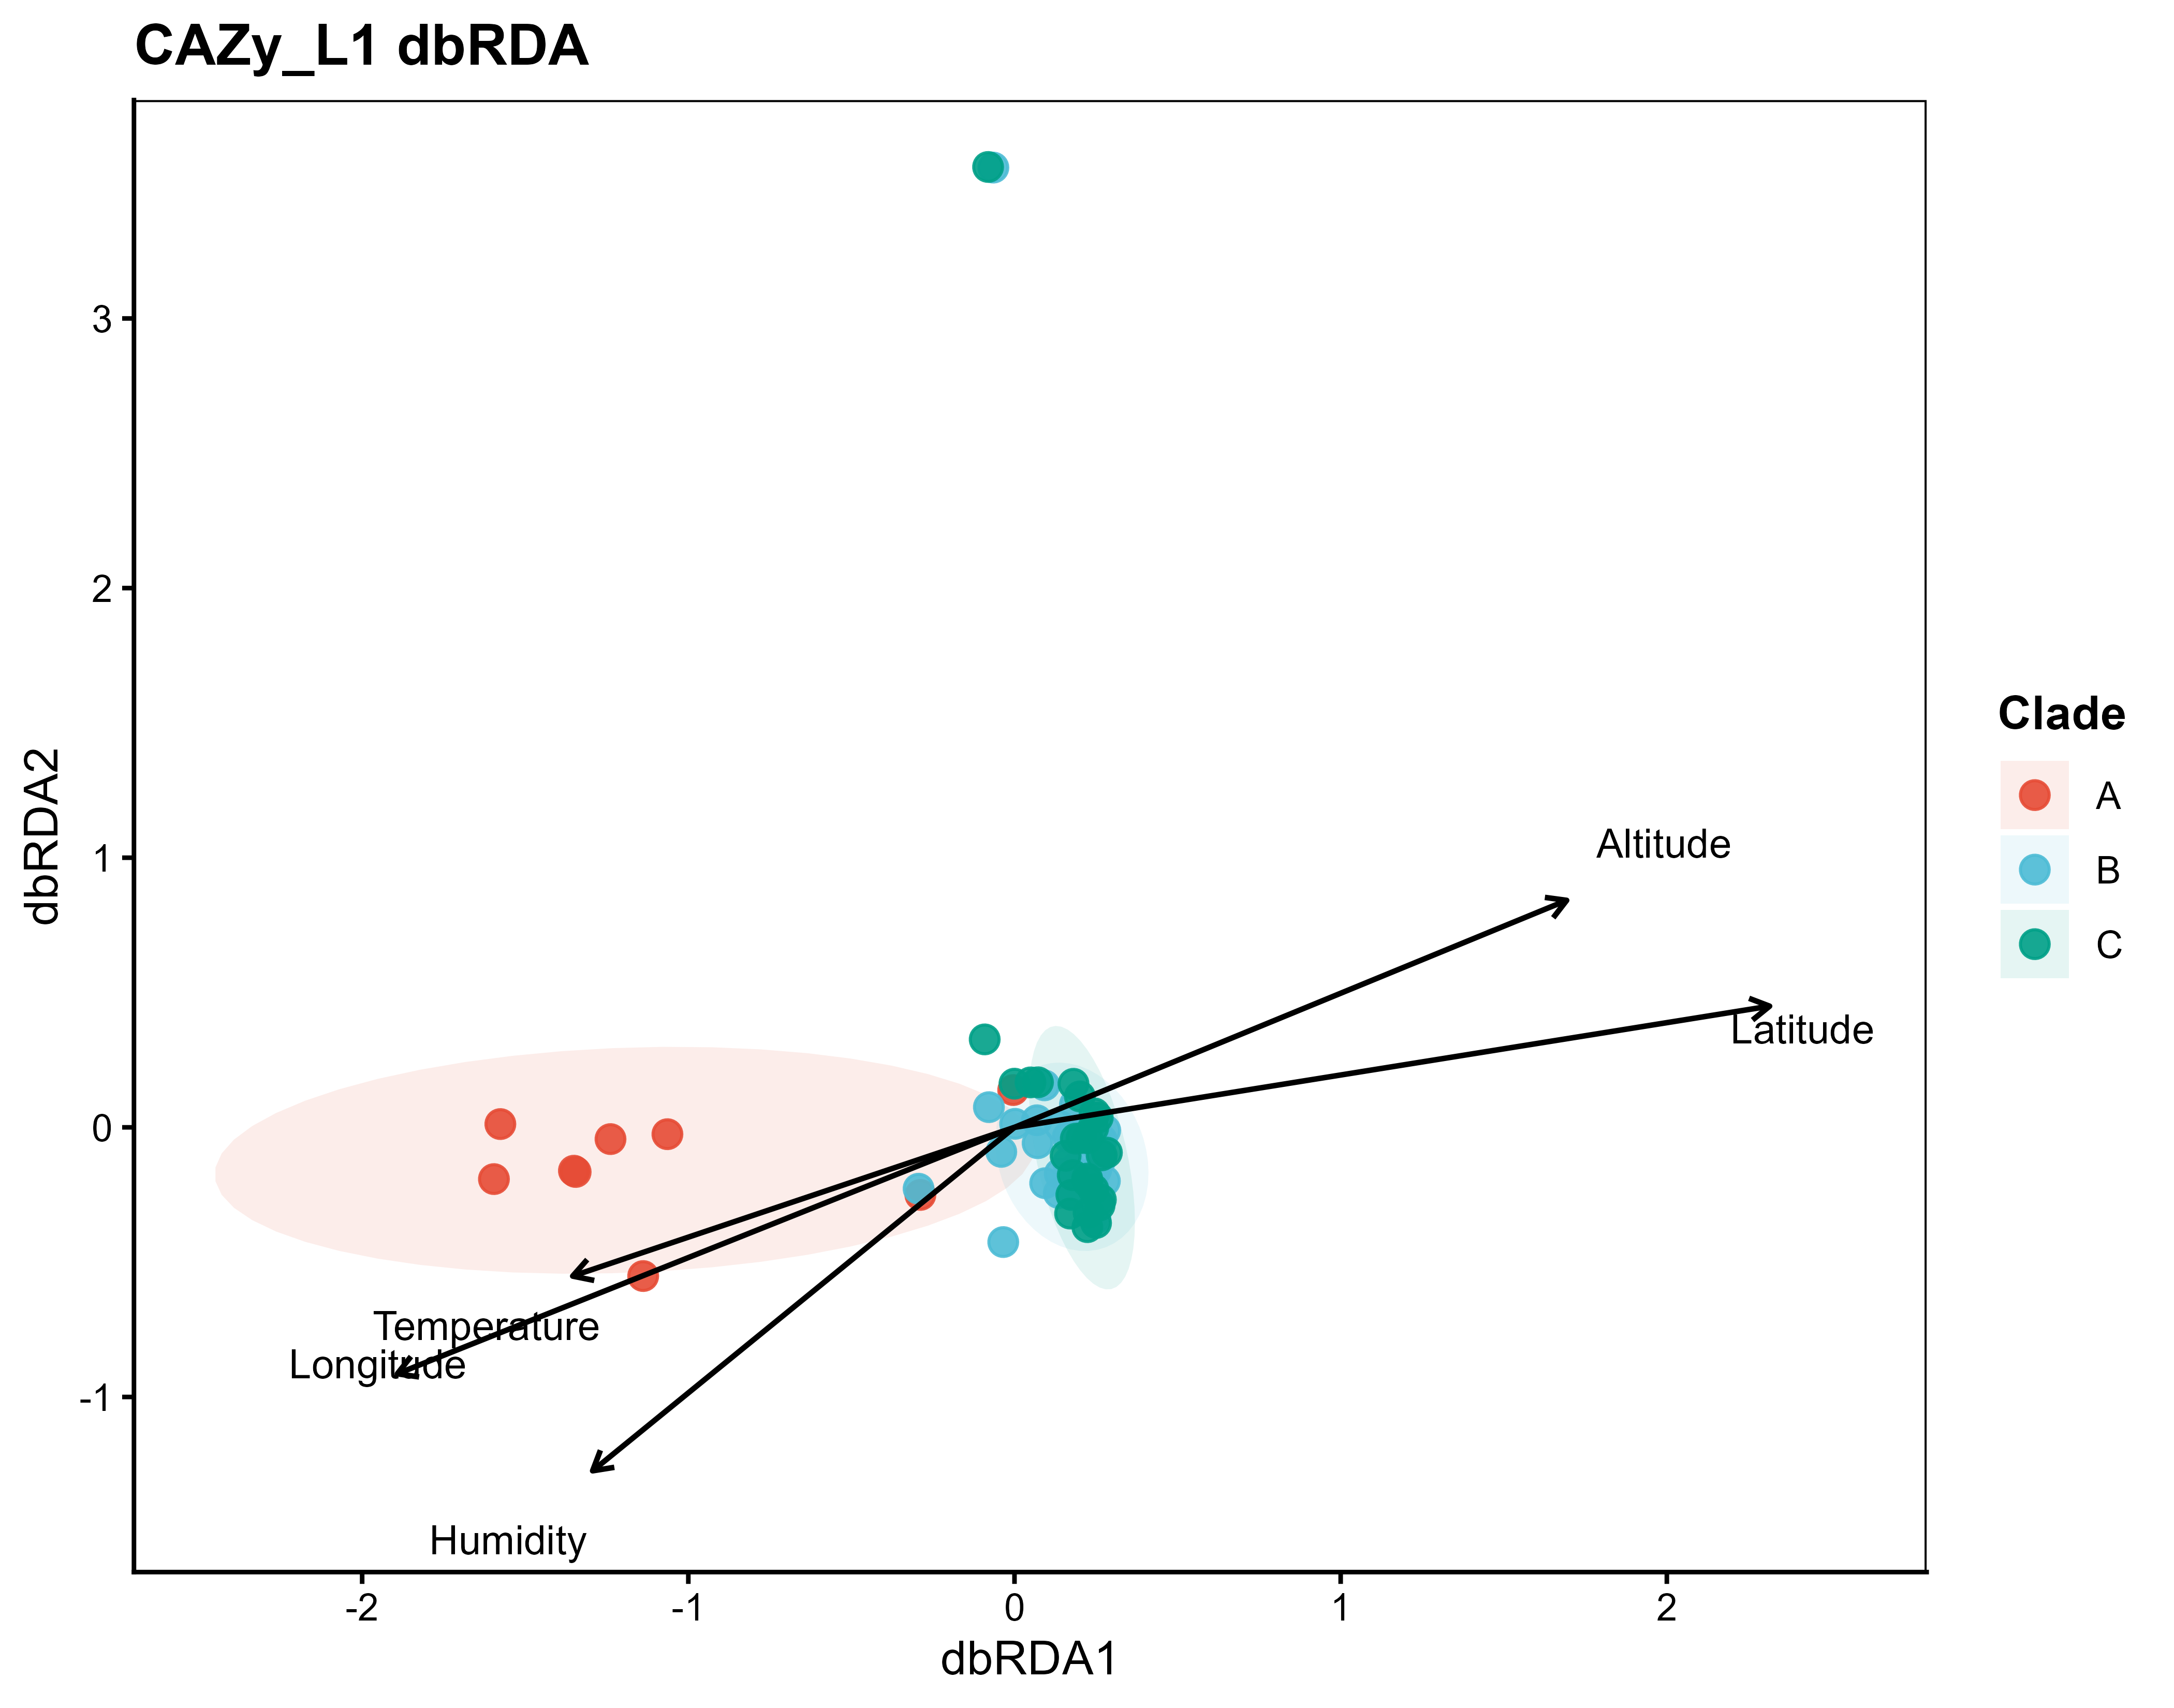 CAZy_L1 dbRDA
dbRDA2
3
2
1
0
-1
Altitude
Latitude
Temperature
Longitude
Humidity
-2
-1
0
1
2
dbRDA1
Clade
A
B
C